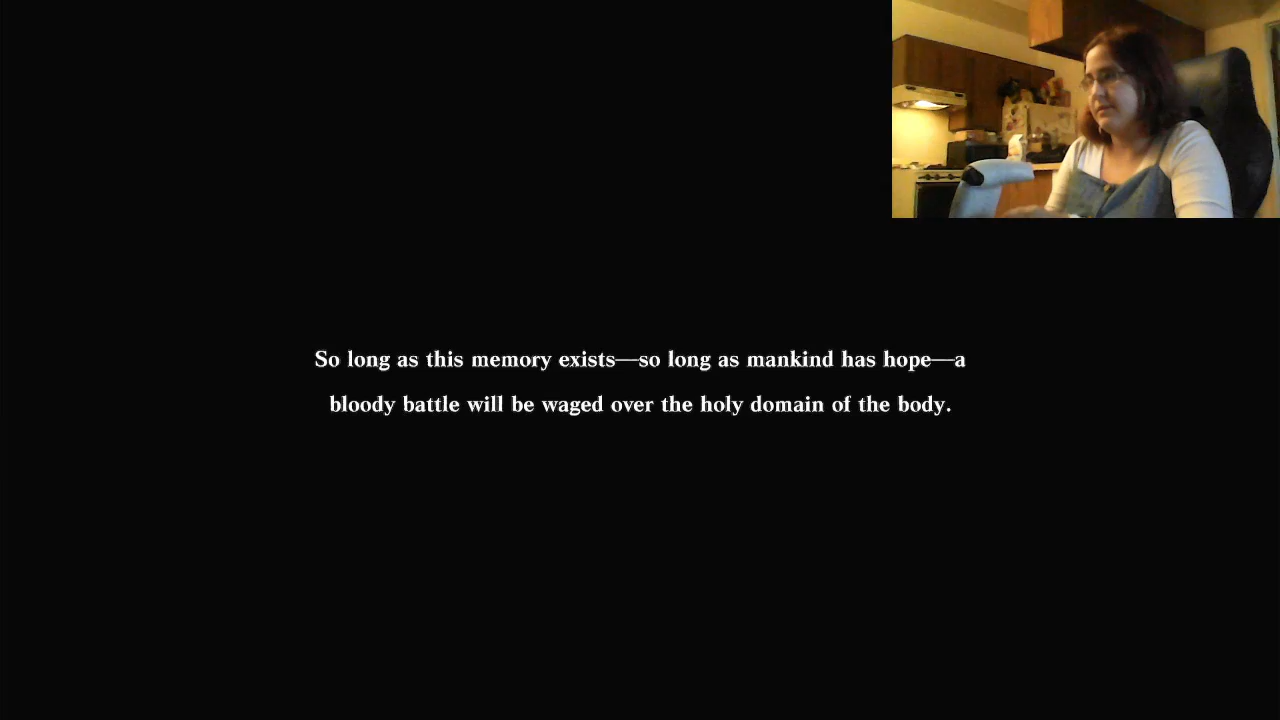 So long as this memory exists—so long as mankind has hope—a
bloody battle will be waged over the holy domain of the body.